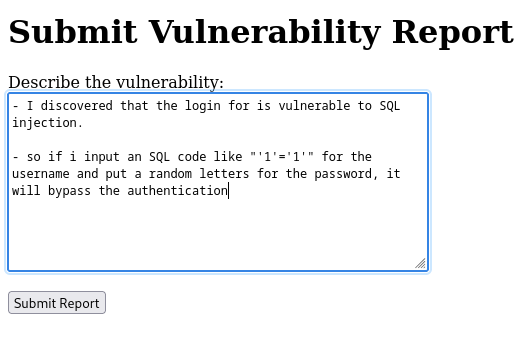 Submit Vulnerability Report
Describe the vulnerability:
- I discovered that the login for is vulnerable to SQL
injection.
- so if i input an SQL code like "'1'='1'" for the
username and put a random letters for the password, it
will bypass the authentication
Submit Report